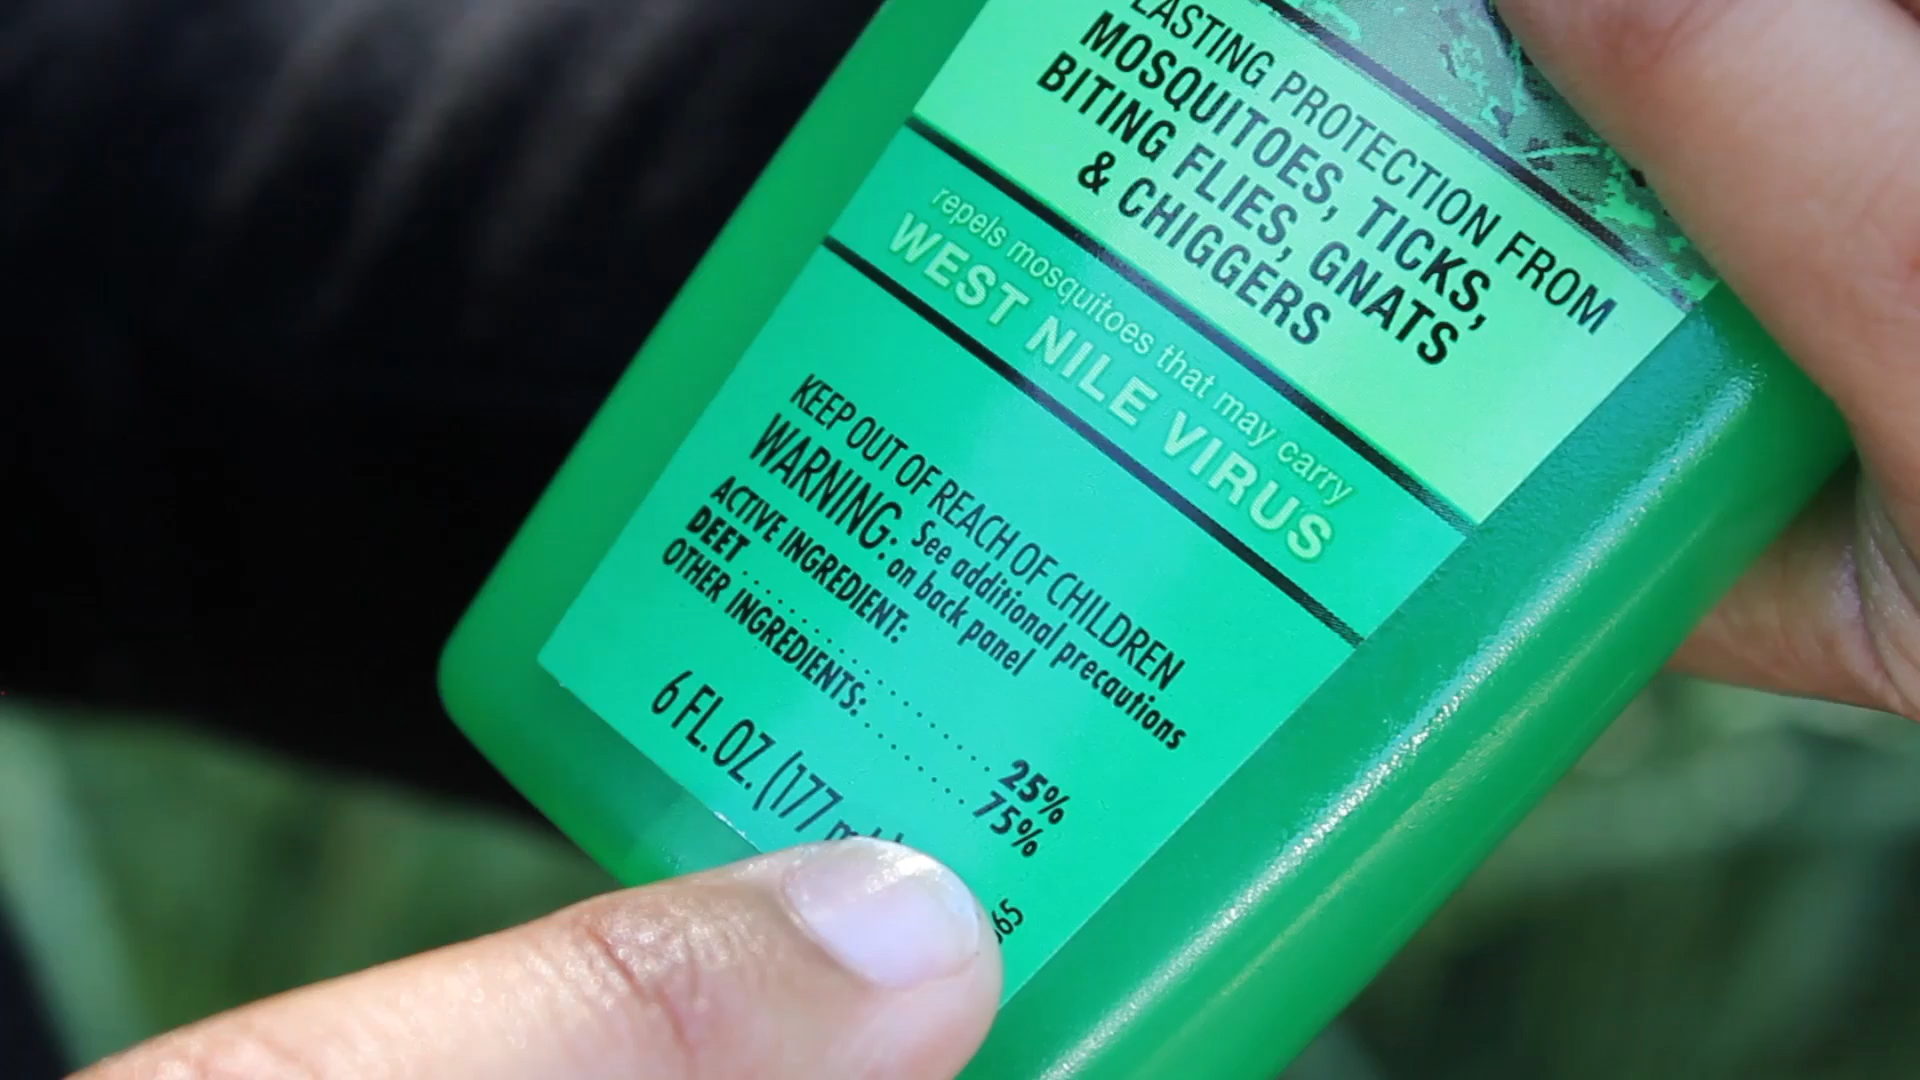 LASTING PROTECTION FROM
MOSQUITOES, TICKS,
BITING FLIES, GNATS
& CHIGGERS
repels mosquitoes that may carry
WEST NILE VIRUS
KEEP OUT OF REACH OF CHILDREN
WARNING: See additional precautions
on back panel
ACTIVE INGREDIENT:
DEET 25%
OTHER INGREDIENTS: 75%
6 FL. OZ. (177
65